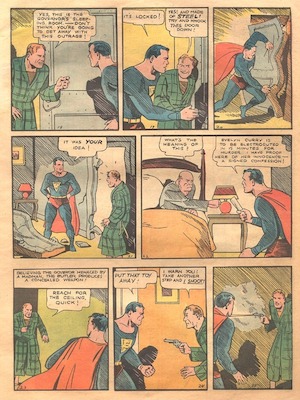 YES, THIS IS THE
GOVERNOR'S SLEEP-
ING ROOM. - DON'T
THINK YOU'RE GOING
TO GET AWAY WITH
THIS OUTRAGE!
IT'S LOCKED!
YES! AND MADE
OF STEEL!
TRY AND KNOCK
THIS DOOR
DOWN!
IT WAS YOUR
IDEA!
WHAT'S THE
MEANING OF
THIS?
EVELYN CURRY IS
TO BE ELECTROCUTED
IN 15 MINUTES FOR
MURDER. I HAVE PROOF
HERE OF HER INNOCENCE -
A SIGNED CONFESSION!
BELIEVING THE GOVERNOR MENACED BY
A MADMAN, THE BUTLER PRODUCES
A CONCEALED WEAPON!
REACH FOR
THE CEILING,
QUICK!
PUT THAT TOY
AWAY!
I WARN YOU!
TAKE ANOTHER
STEP AND I SHOOT!